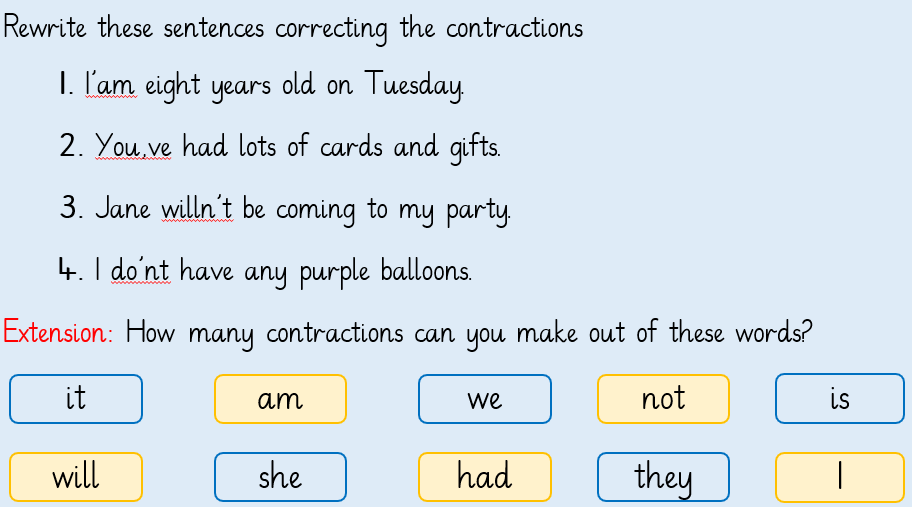 Rewrite these sentences correcting the contractions
1. I'am eight years old on Tuesday.
2. You,ve had lots of cards and gifts.
3. Jane willn't be coming to my party.
4. I do'nt have any purple balloons.
Extension: How many contractions can you make out of these words?
it am we not is
will she had they I